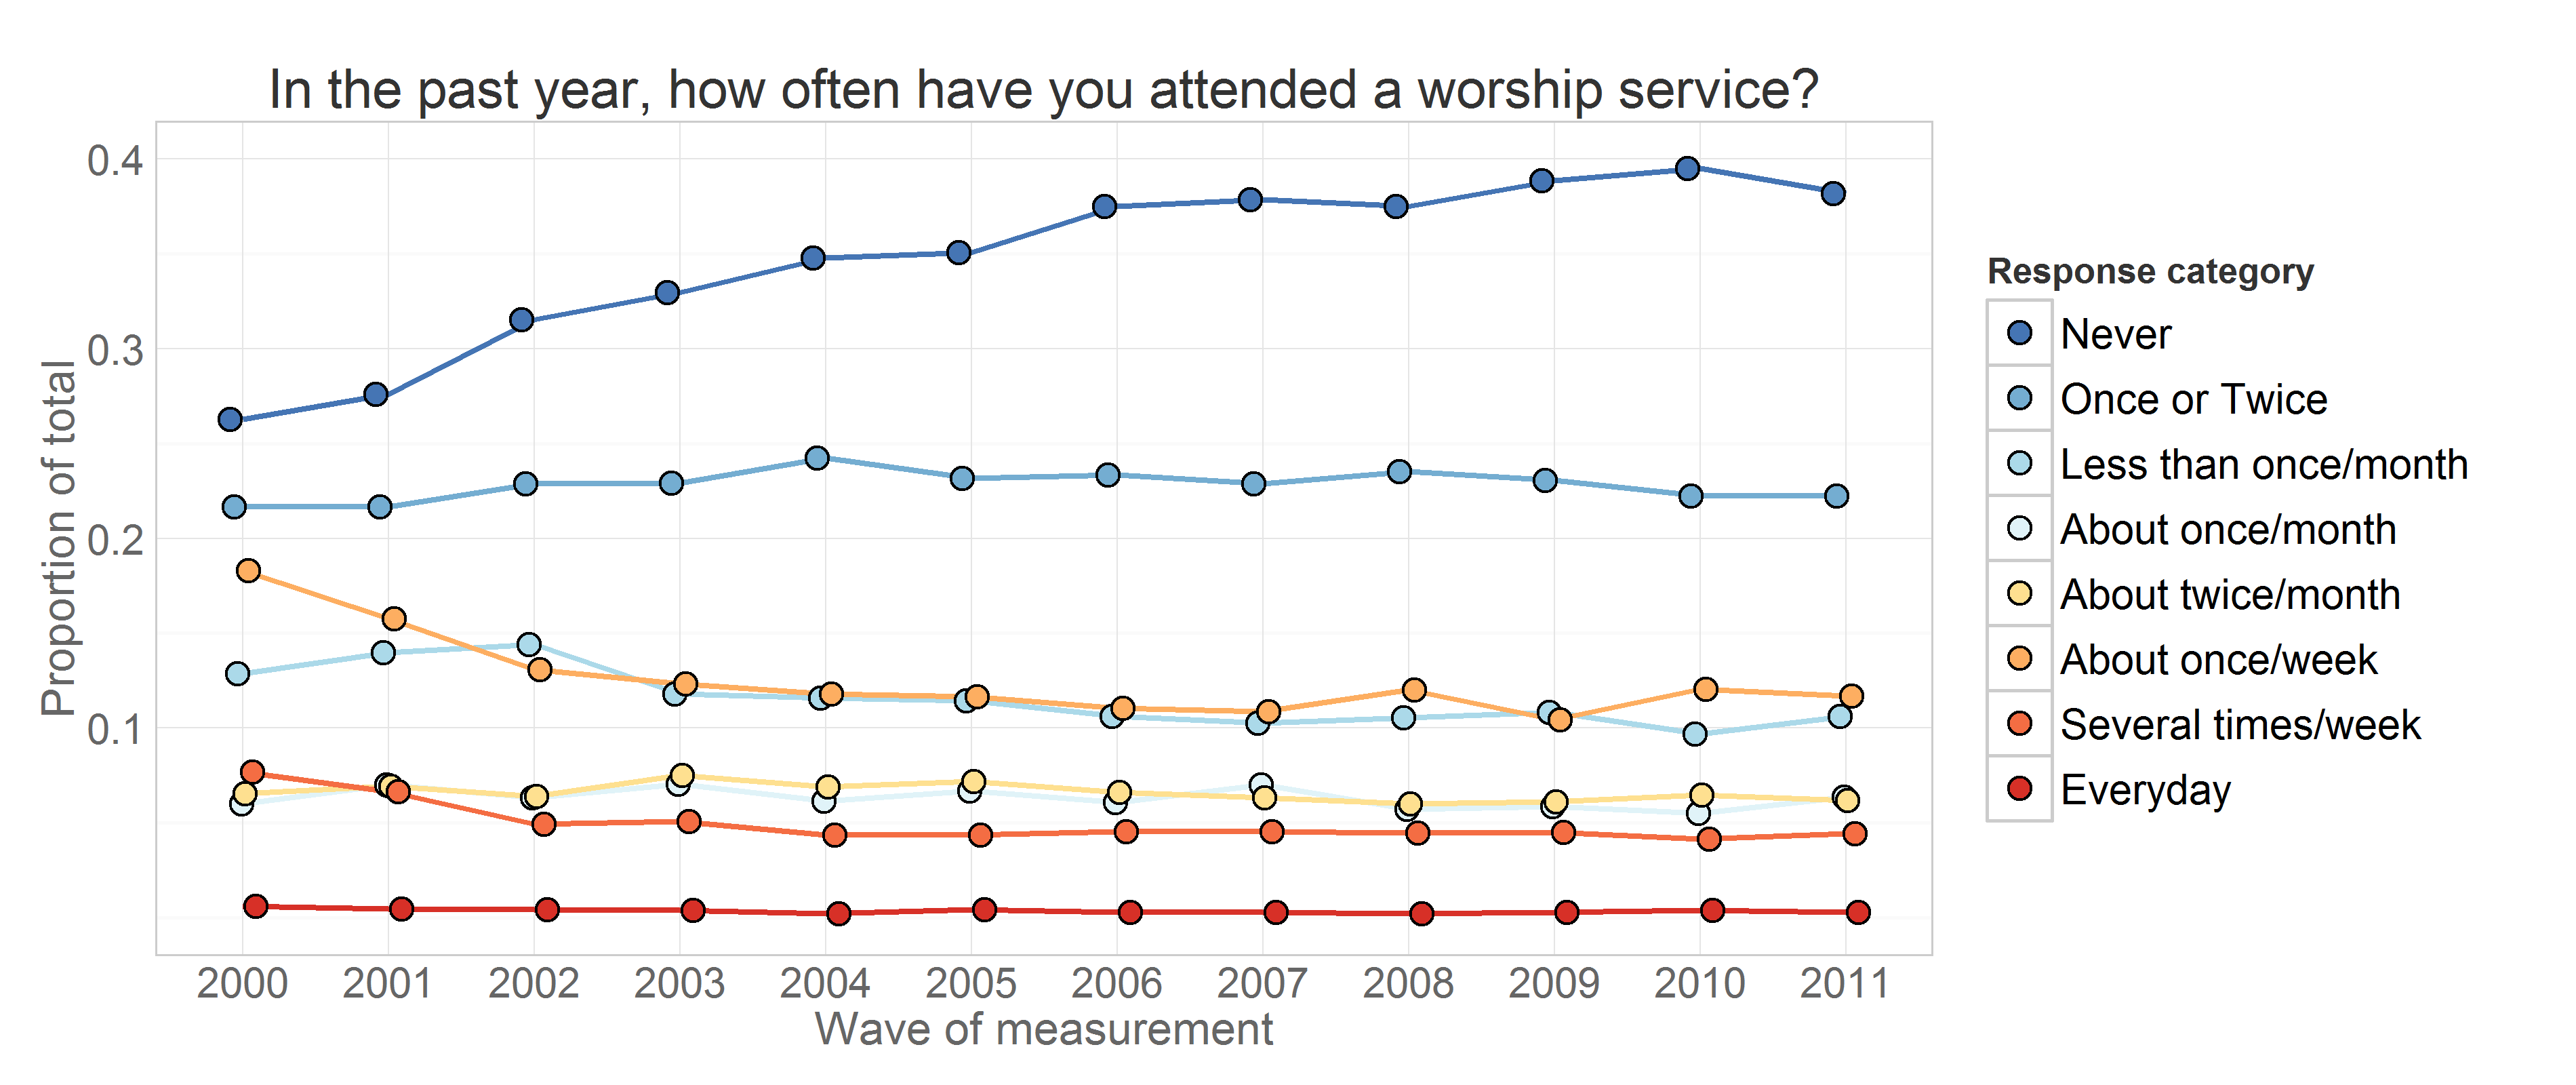 In the past year, how often have you attended a worship service?
Proportion of total
0.4
0.3
0.2
0.1
2000 2001 2002 2003 2004 2005 2006 2007 2008 2009 2010 2011
Wave of measurement
Response category
Never
Once or Twice
Less than once/month
About once/month
About twice/month
About once/week
Several times/week
Everyday